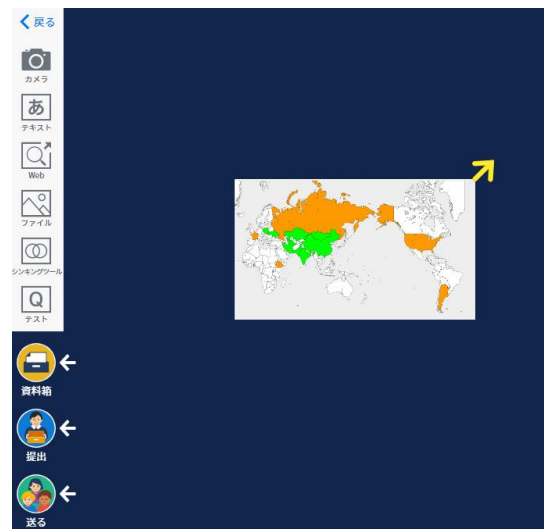 戻る
カメラ
あ
テキスト
Web
ファイル
シンキングツール
Q
テスト
資料箱
提出
送る